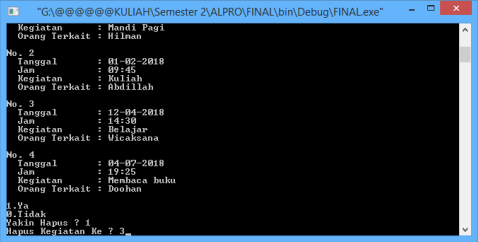 "G:\@@@@@@KULIAH\Semester 2\ALPRO\FINAL\bin\Debug\FINAL.exe"
Kegiatan : Mandi Pagi
Orang Terkait : Hilman
No. 2
Tanggal : 01-02-2018
Jam : 09:45
Kegiatan : Kuliah
Orang Terkait : Abdillah
No. 3
Tanggal : 12-04-2018
Jam : 14:30
Kegiatan : Belajar
Orang Terkait : Wicaksana
No. 4
Tanggal : 04-07-2018
Jam : 19:25
Kegiatan : Membaca buku
Orang Terkait : Doohan
1.Ya
0.Tidak
Yakin Hapus ? 1
Hapus Kegiatan Ke ? 3_